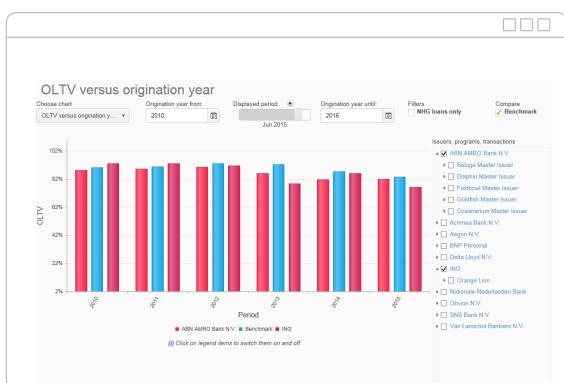 OLTV versus origination year
Choose chart
Origination year from:
Displayed period
Origination year until:
Filters
Compare
OLTV versus origination y...
2010
Jun 2015
2016
NHG loans only
Benchmark
Issuers, programs, transactions
ABN AMRO Bank N.V.
Beluga Master Issuer
Dolphin Master Issuer
Fishbowl Master Issuer
Goldfish Master Issuer
Oceanarium Master Issuer
Achmea Bank N.V.
Aegon N.V.
BNP Personal
Delta Lloyd N.V.
ING
Orange Lion
Nationale-Nederlanden Bank
Obvion N.V.
SNS Bank N.V.
Van Lanschot Bankiers N.V.
OLTV
102%
82%
62%
42%
22%
2%
2010
2011
2012
2013
2014
2015
Period
ABN AMRO Bank N.V. Benchmark ING
(i) Click on legend items to switch them on and off